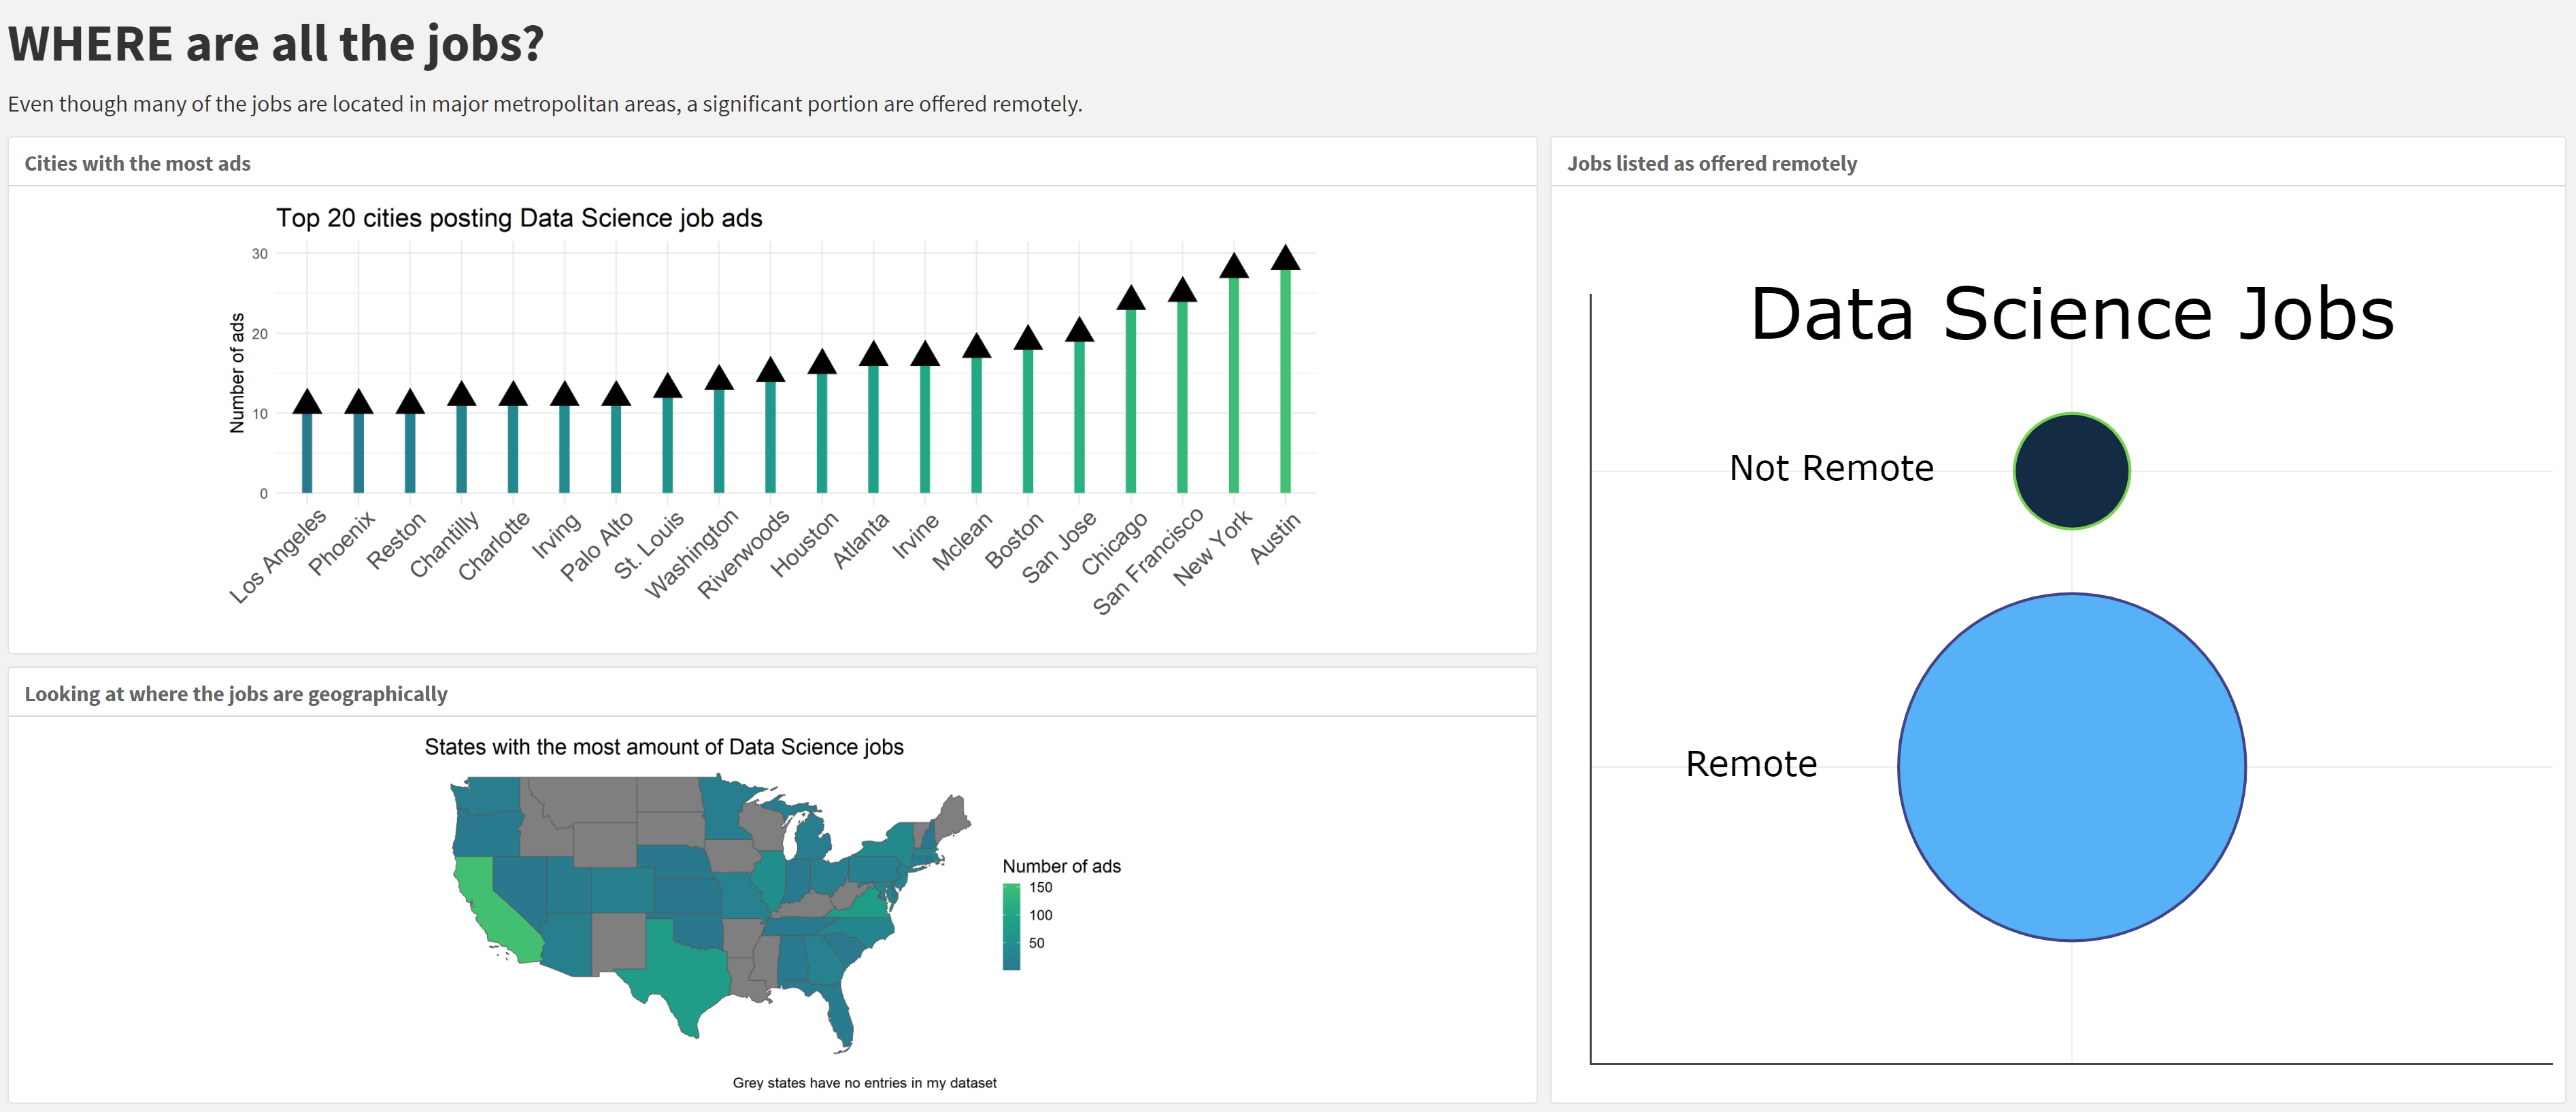 WHERE are all the jobs?
Even though many of the jobs are located in major metropolitan areas, a significant portion are offered remotely.
Cities with the most ads
Top 20 cities posting Data Science job ads
Number of ads
30
20
10
0
Los Angeles
Phoenix
Reston
Chantilly
Charlotte
Irving
Palo Alto
St. Louis
Washington
Riverwoods
Houston
Atlanta
Irvine
Mclean
Boston
San Jose
Chicago
San Francisco
New York
Austin
Looking at where the jobs are geographically
States with the most amount of Data Science jobs
Number of ads
150
100
50
Grey states have no entries in my dataset
Jobs listed as offered remotely
Data Science Jobs
Not Remote
Remote